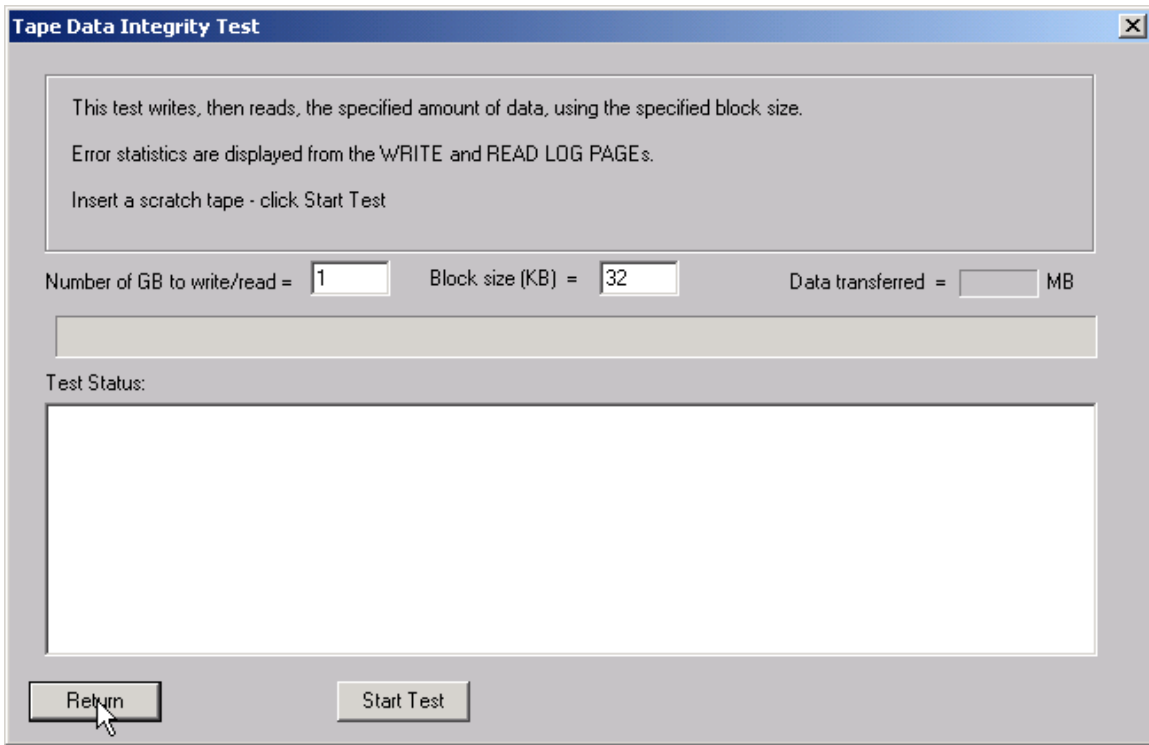 Tape Data Integrity Test
This test writes, then reads, the specified amount of data, using the specified block size.
Error statistics are displayed from the WRITE and READ LOG PAGEs.
Insert a scratch tape - click Start Test
Number of GB to write/read = 1 Block size (KB) = 32 Data transferred = MB
Test Status:
Return Start Test